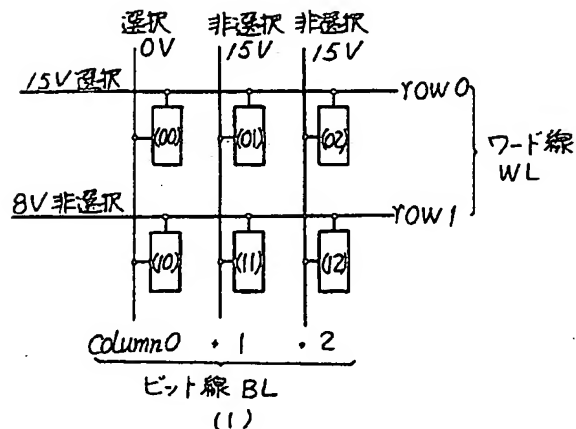 選択 非選択 非選択
0V 15V 15V
15V 選択 row 0
(00) (01) (02)
ワード線
WL
8V 非選択 row 1
(10) (11) (12)
column 0 ・ 1 ・ 2
ビット線 BL
(1)